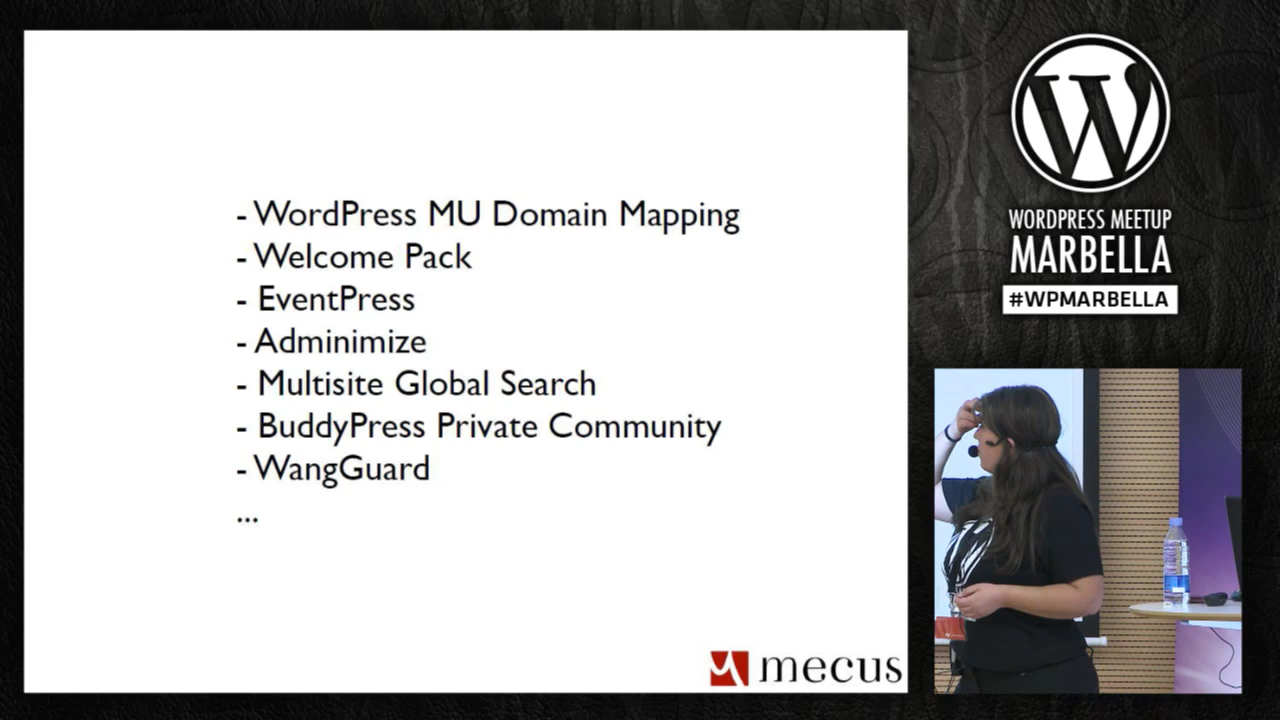 - WordPress MU Domain Mapping
- Welcome Pack
- EventPress
- Adminimize
- Multisite Global Search
- BuddyPress Private Community
- WangGuard
...
mecus
WORDPRESS MEETUP
MARBELLA
#WPMARBELLA